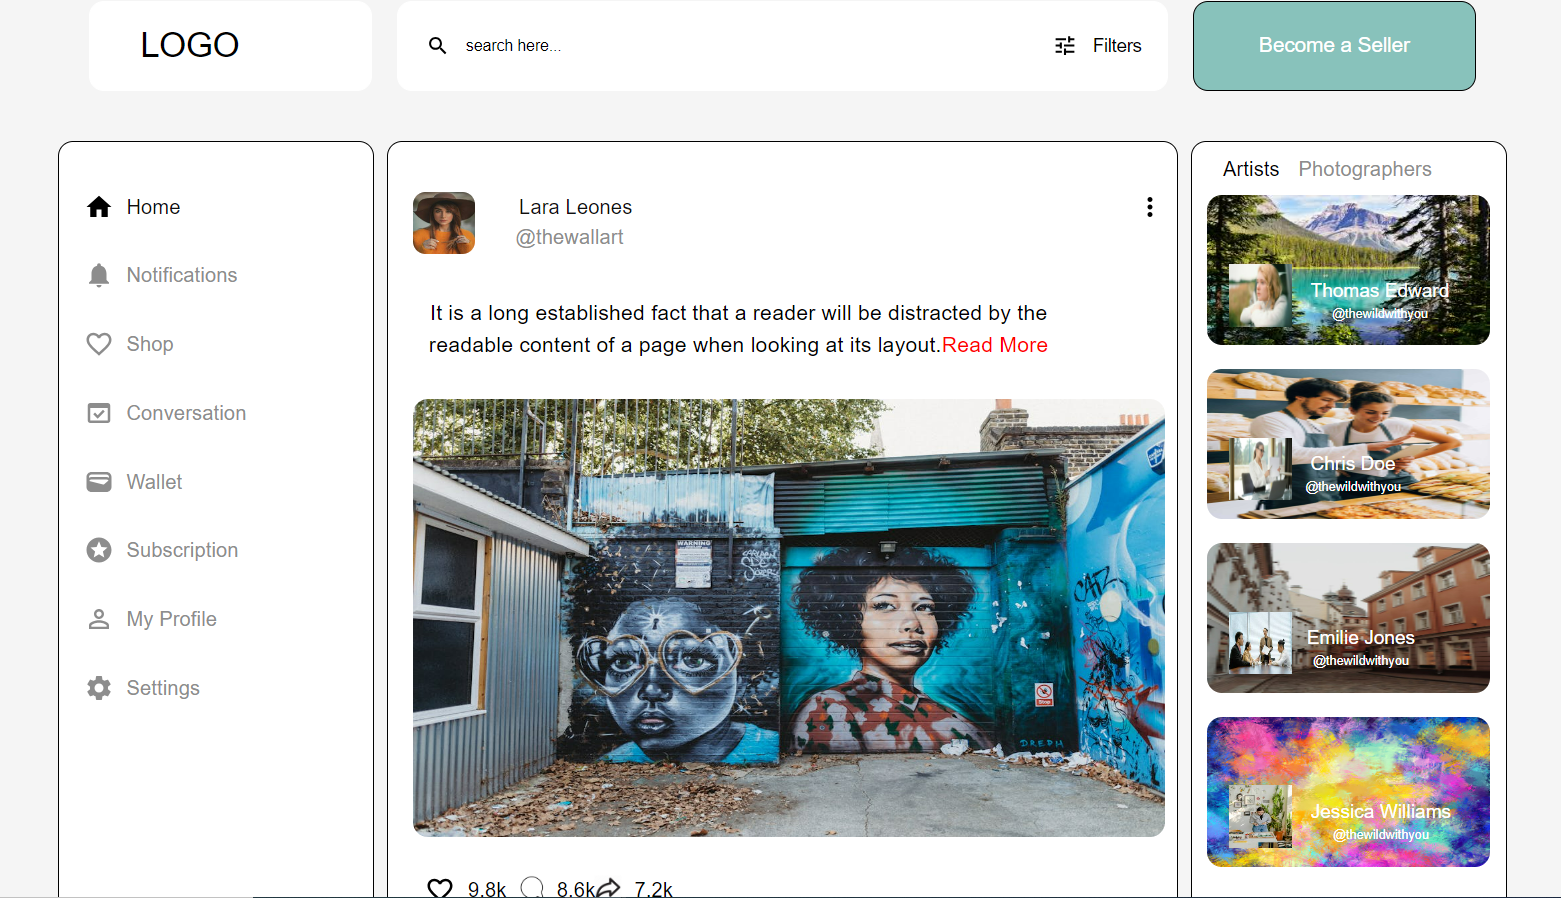 LOGO
search here...
Filters
Become a Seller
Home
Notifications
Shop
Conversation
Wallet
Subscription
My Profile
Settings
Lara Leones
@thewallart
It is a long established fact that a reader will be distracted by the
readable content of a page when looking at its layout.Read More
WARNING
CATZ
Stop
DREPH
9.8k
8.6k
7.2k
Artists
Photographers
Thomas Edward
@thewildwithyou
Chris Doe
@thewildwithyou
Emilie Jones
@thewildwithyou
Jessica Williams
@thewildwithyou